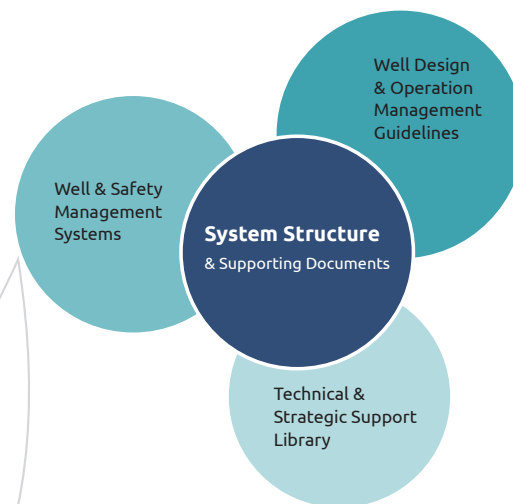 Well Design
& Operation
Management
Guidelines
Well & Safety
Management
Systems
System Structure
& Supporting Documents
Technical &
Strategic Support
Library